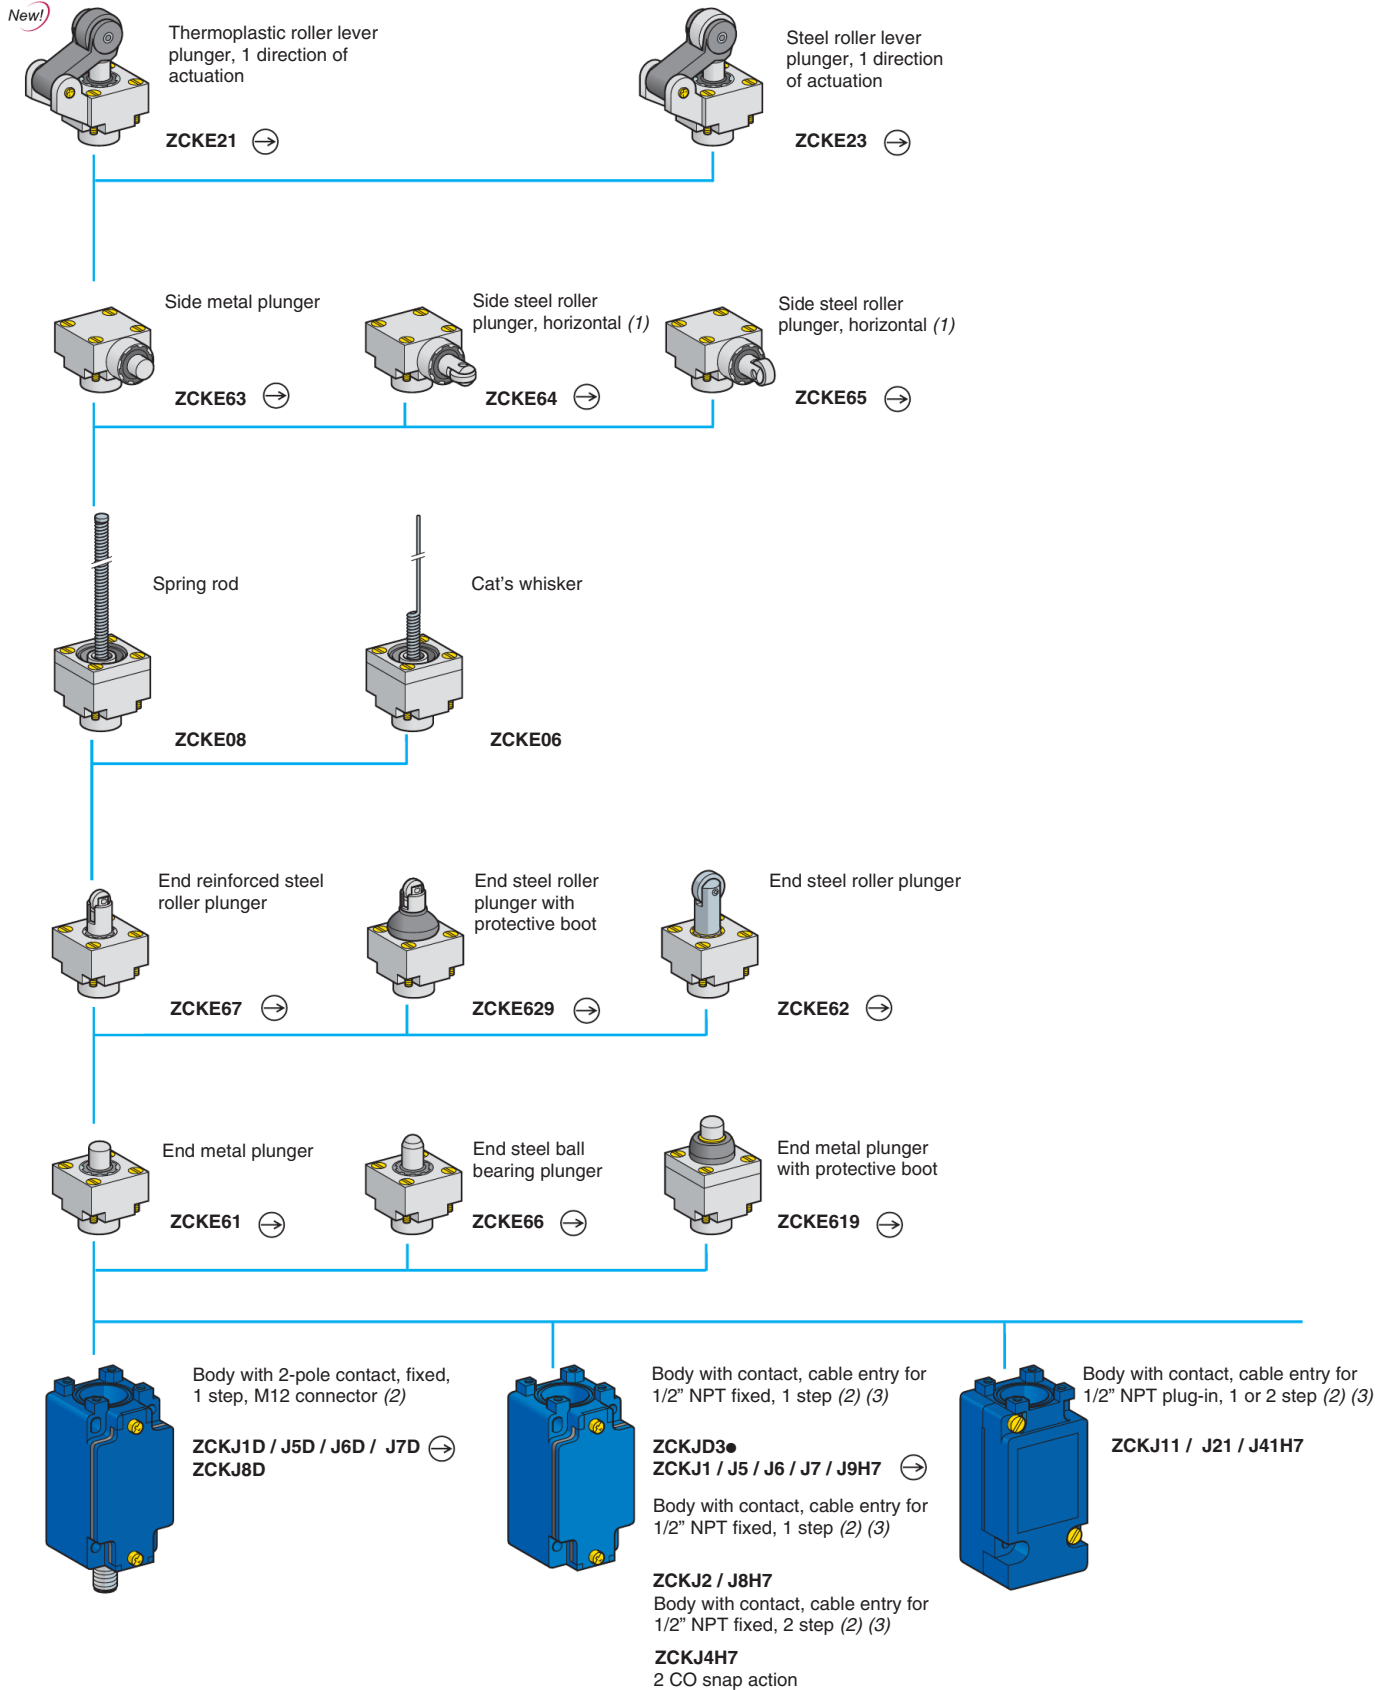 New!
Thermoplastic roller lever
plunger, 1 direction of
actuation
ZCKE21
Steel roller lever
plunger, 1 direction
of actuation
ZCKE23
Side metal plunger
ZCKE63
Side steel roller
plunger, horizontal (1)
ZCKE64
Side steel roller
plunger, horizontal (1)
ZCKE65
Spring rod
ZCKE08
Cat's whisker
ZCKE06
End reinforced steel
roller plunger
ZCKE67
End steel roller
plunger with
protective boot
ZCKE629
End steel roller plunger
ZCKE62
End metal plunger
ZCKE61
End steel ball
bearing plunger
ZCKE66
End metal plunger
with protective boot
ZCKE619
Body with 2-pole contact, fixed,
1 step, M12 connector (2)
ZCKJ1D / J5D / J6D / J7D
ZCKJ8D
Body with contact, cable entry for
1/2” NPT fixed, 1 step (2) (3)
ZCKJD3●
ZCKJ1 / J5 / J6 / J7 / J9H7
Body with contact, cable entry for
1/2” NPT fixed, 1 step (2) (3)
ZCKJ2 / J8H7
Body with contact, cable entry for
1/2” NPT fixed, 2 step (2) (3)
ZCKJ4H7
2 CO snap action
Body with contact, cable entry for
1/2” NPT plug-in, 1 or 2 step (2) (3)
ZCKJ11 / J21 / J41H7